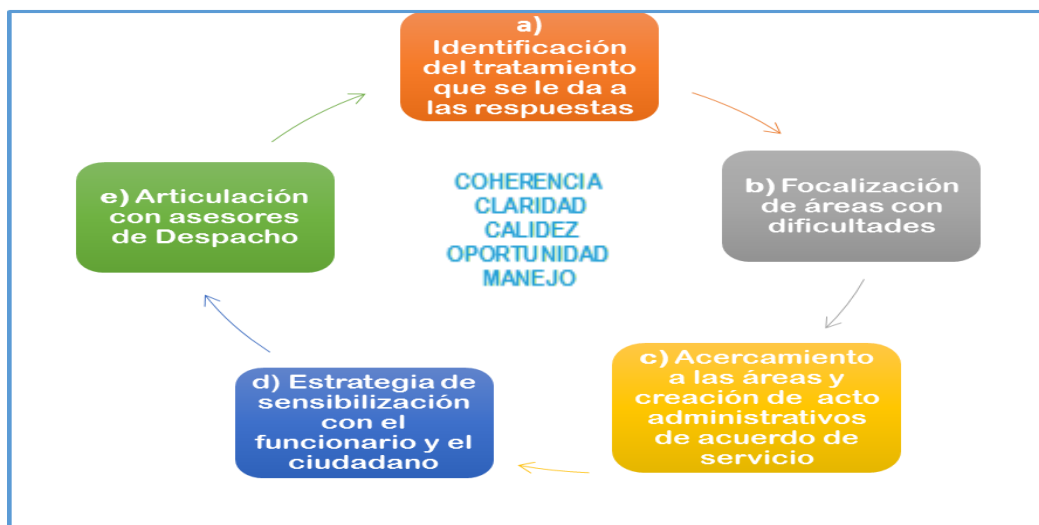 a)
Identificación
del tratamiento
que se le da a
las respuestas
b) Focalización
de áreas con
dificultades
c) Acercamiento
a las áreas y
creación de acto
administrativos
de acuerdo de
servicio
d) Estrategia de
sensibilización
con el
funcionario y el
ciudadano
e) Articulación
con asesores
de Despacho
COHERENCIA
CLARIDAD
CALIDEZ
OPORTUNIDAD
MANEJO